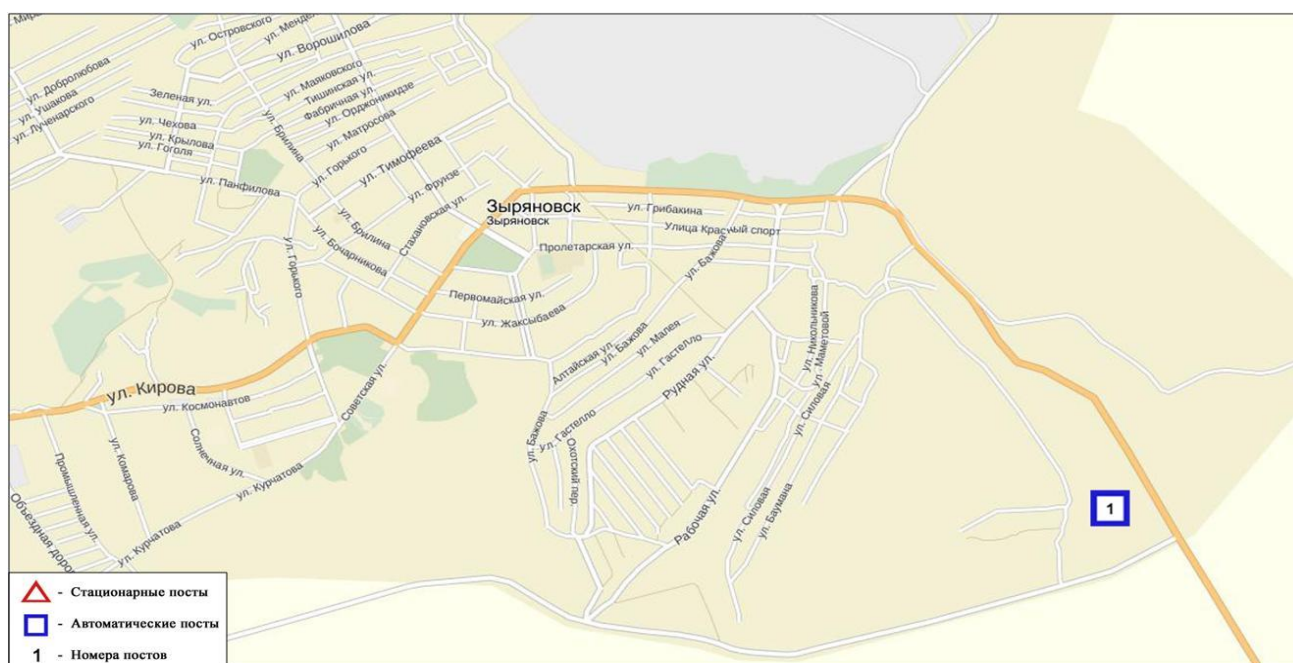 ул. Островского
ул. Менде
ул. Ворошилова
ул. Добролюбова
ул. Ушакова
ул. Лученарского
Зеленая ул.
ул. Маяковского
Тишинская ул.
Фабричная ул.
ул. Орджоникидзе
ул. Чехова
ул. Крылова
ул. Гоголя
ул. Брилина
ул. Матросова
ул. Горького
ул. Тимофеева
ул. Панфилова
ул. Фрунзе
Стахановская ул.
Зыряновск
Зыряновск
ул. Грибакина
Улица Красный спорт
Пролетарская ул.
ул. Брилина
ул. Бочарникова
ул. Горького
ул. Бажова
Первомайская ул.
ул. Жаксыбаева
ул. Никольникова
ул. Маметовой
Алтайская ул.
ул. Бажова
ул. Малея
ул. Гастелло
Рудная ул.
ул. Кирова
ул. Космонавтов
Советская ул.
ул. Силовая
Солнечная ул.
ул. Комарова
Промышленная ул.
ул. Курчатова
ул. Бажова
ул. Гастелло
Охотский пер.
Объездная доро
ул. Курчатова
Рабочая ул.
ул. Силовая
ул. Баумана
1
- Стационарные посты
- Автоматические посты
1 - Номера постов